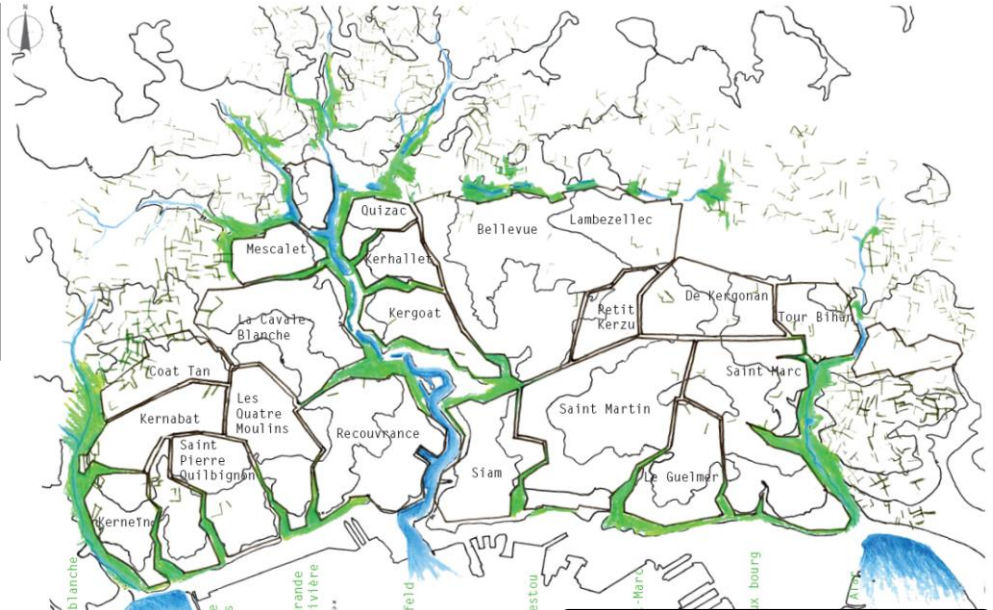 N
Quizac
Lambezellec
Bellevue
Mescalet
Kerhallet
De Kergonan
Petit
Kerzu
Kergoat
Tour Bihan
La Cavale
Blanche
Coat Tan
Saint Marc
Les
Quatre
Moulins
Kernabat
Saint Martin
Recouvrance
Saint
Pierre
Quilbignon
Siam
Le Guelmer
blanche
rande
ivière
feld
estou
-Marc
ux bourg